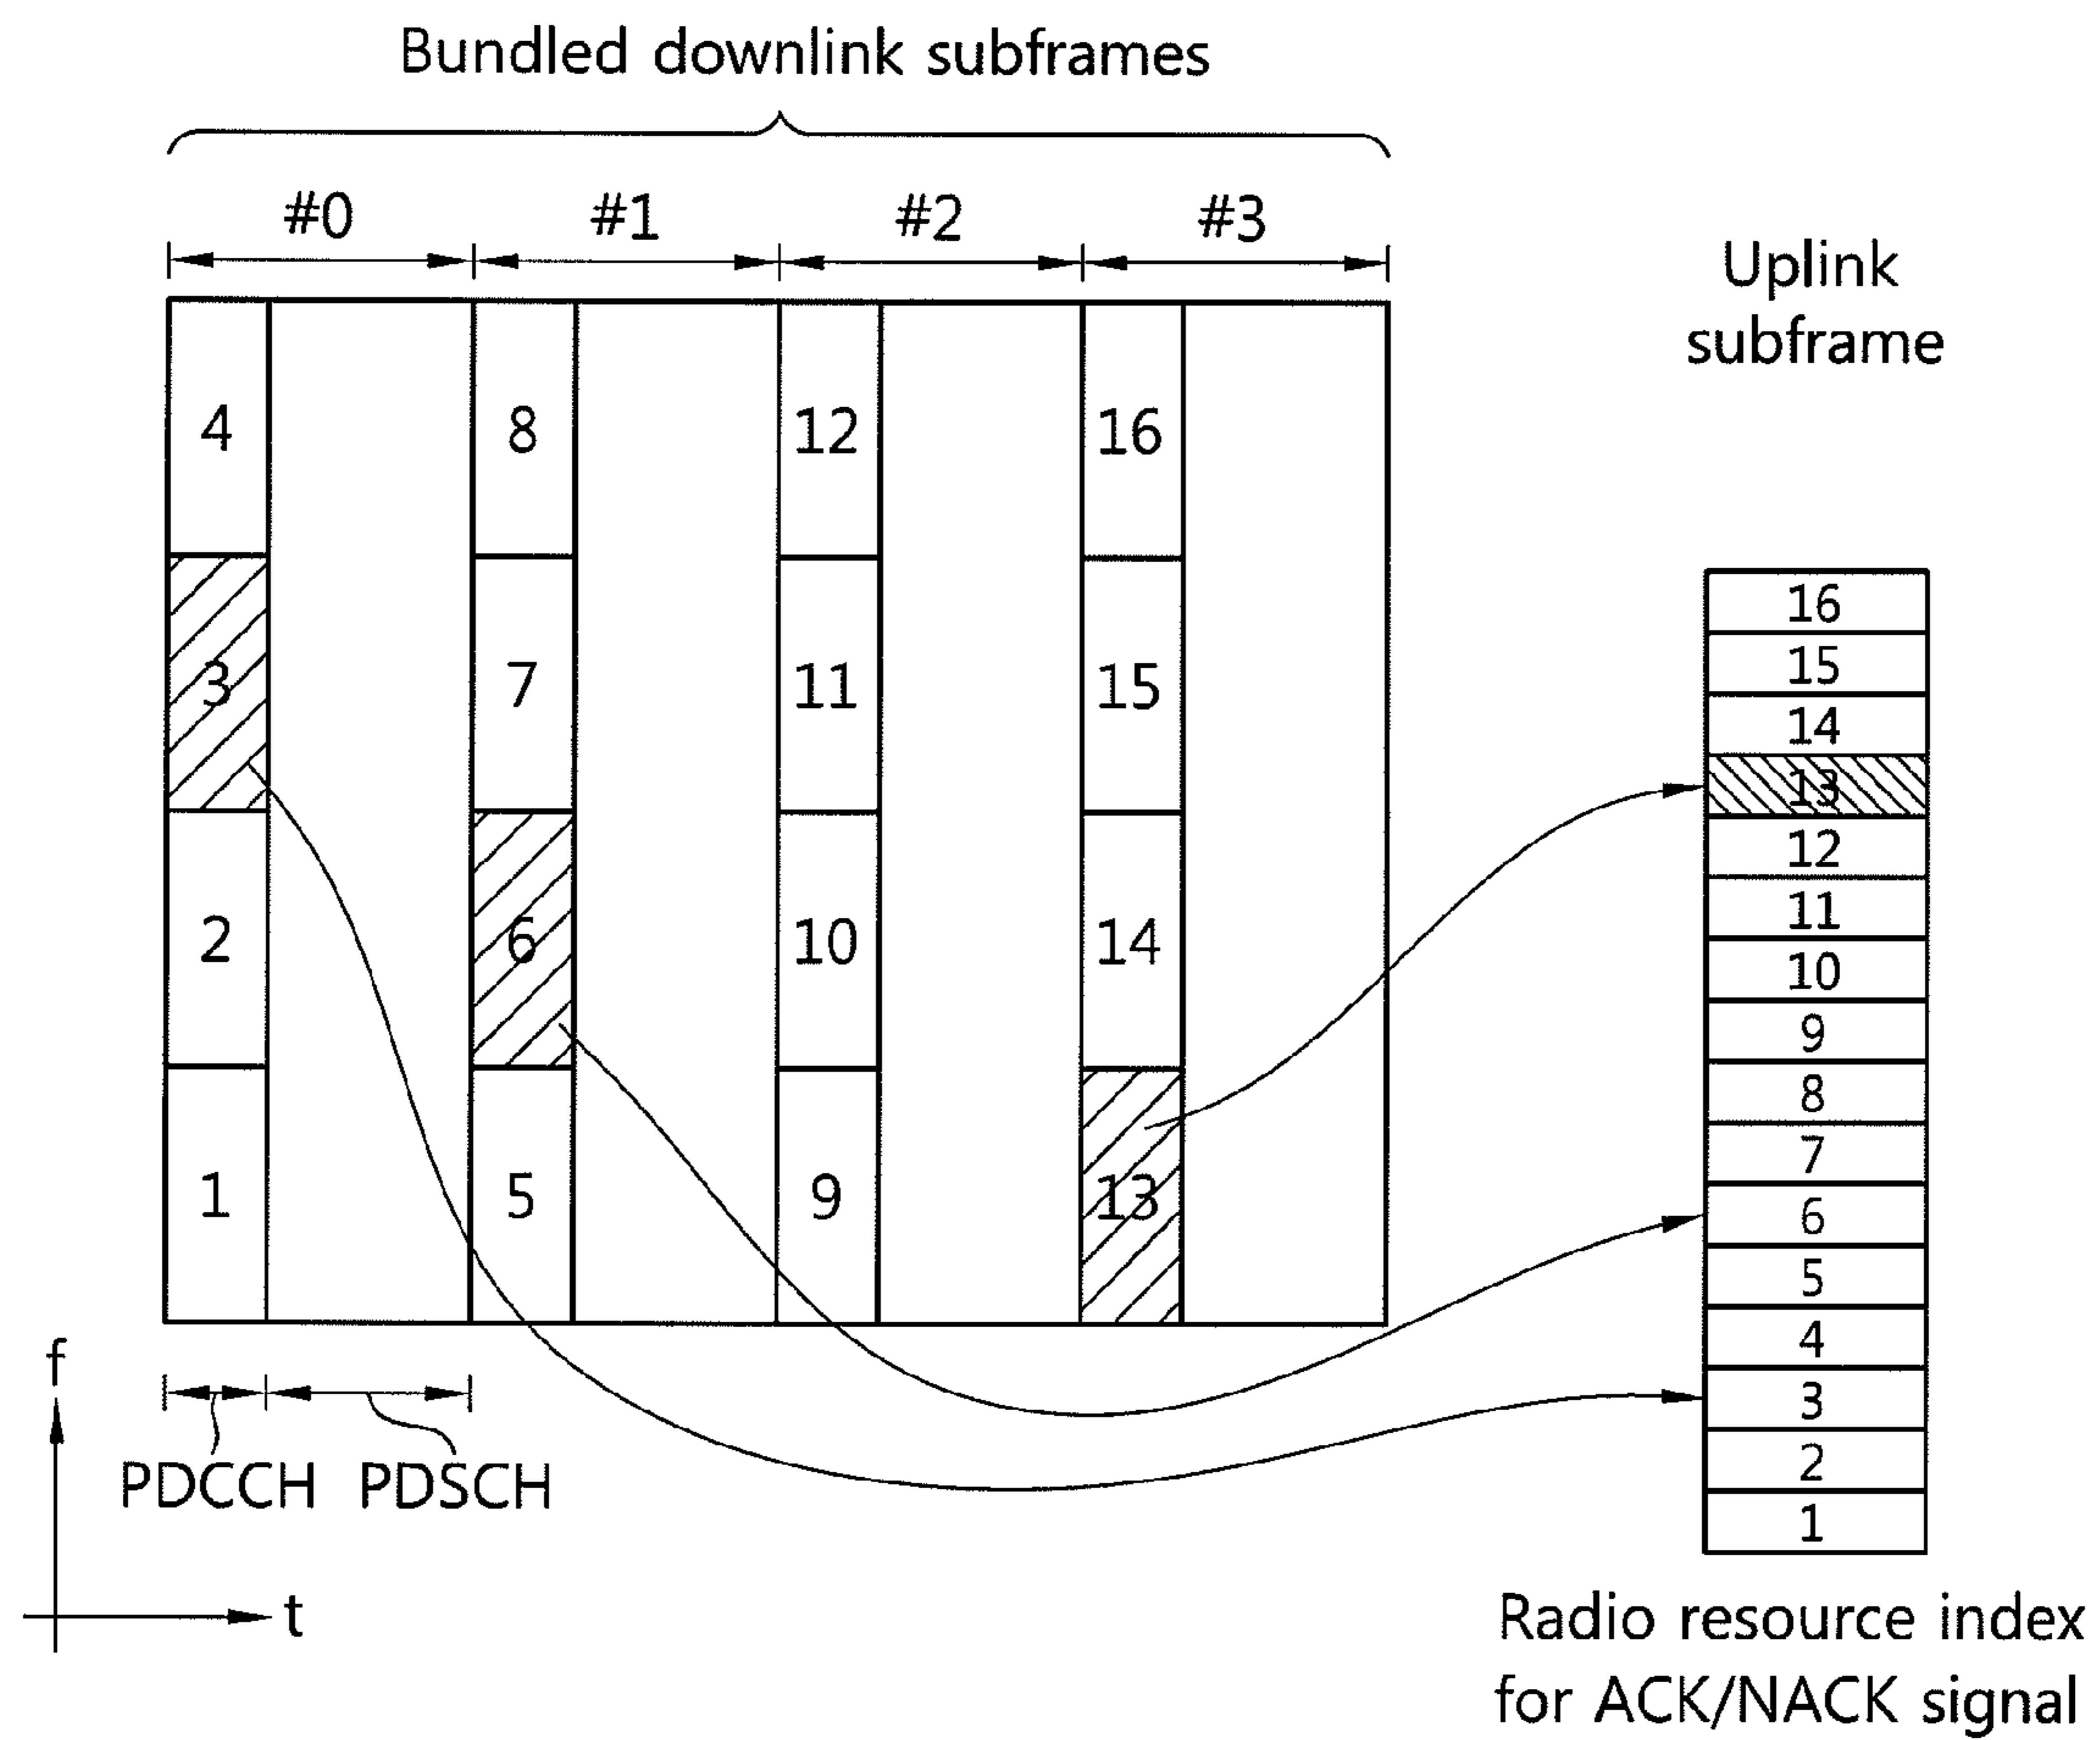 Bundled downlink subframes
#0 #1 #2 #3
Uplink
subframe
4 8 12 16
3 7 11 15
2 6 10 14
1 5 9 13
16
15
14
13
12
11
10
9
8
7
6
5
4
3
2
1
f
t
PDCCH PDSCH
Radio resource index
for ACK/NACK signal